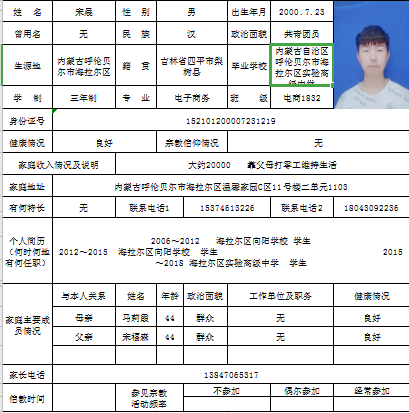 姓 名 宋晨 性 别 男 出生年月 2000.7.23
曾用名 无 民 族 汉 政治面貌 共青团员
生源地 内蒙古呼伦贝尔市海拉尔区 籍 贯 吉林省四平市梨树县 毕业学校 内蒙古自治区呼伦贝尔市海拉尔区实验高级中学
学 制 三年制 专 业 电子商务 班 级 电商1832
身份证号 152101200007231219
健康情况 良好 宗教信仰情况 无
家庭收入情况及说明 大约20000 靠父母打零工维持生活
家庭地址 内蒙古呼伦贝尔市海拉尔区温馨家园C区11号楼二单元1103
有何特长 无 联系电话1 15374613226 联系电话2 18043092236
个人简历（何时何地有何任职）
2006~2012 海拉尔区向阳学校 学生
2012~2015 海拉尔区向阳学校 学生 2015
~2018 海拉尔区实验高级中学 学生
家庭主要成员情况
与本人关系 姓名 年龄 政治面貌 工作单位及职务 健康情况
母亲 马莉霞 44 群众 无 良好
父亲 宋福森 44 群众 无 良好
家长电话 13847065317
信教时间 参见宗教活动频率 不参加 偶尔参加 经常参加